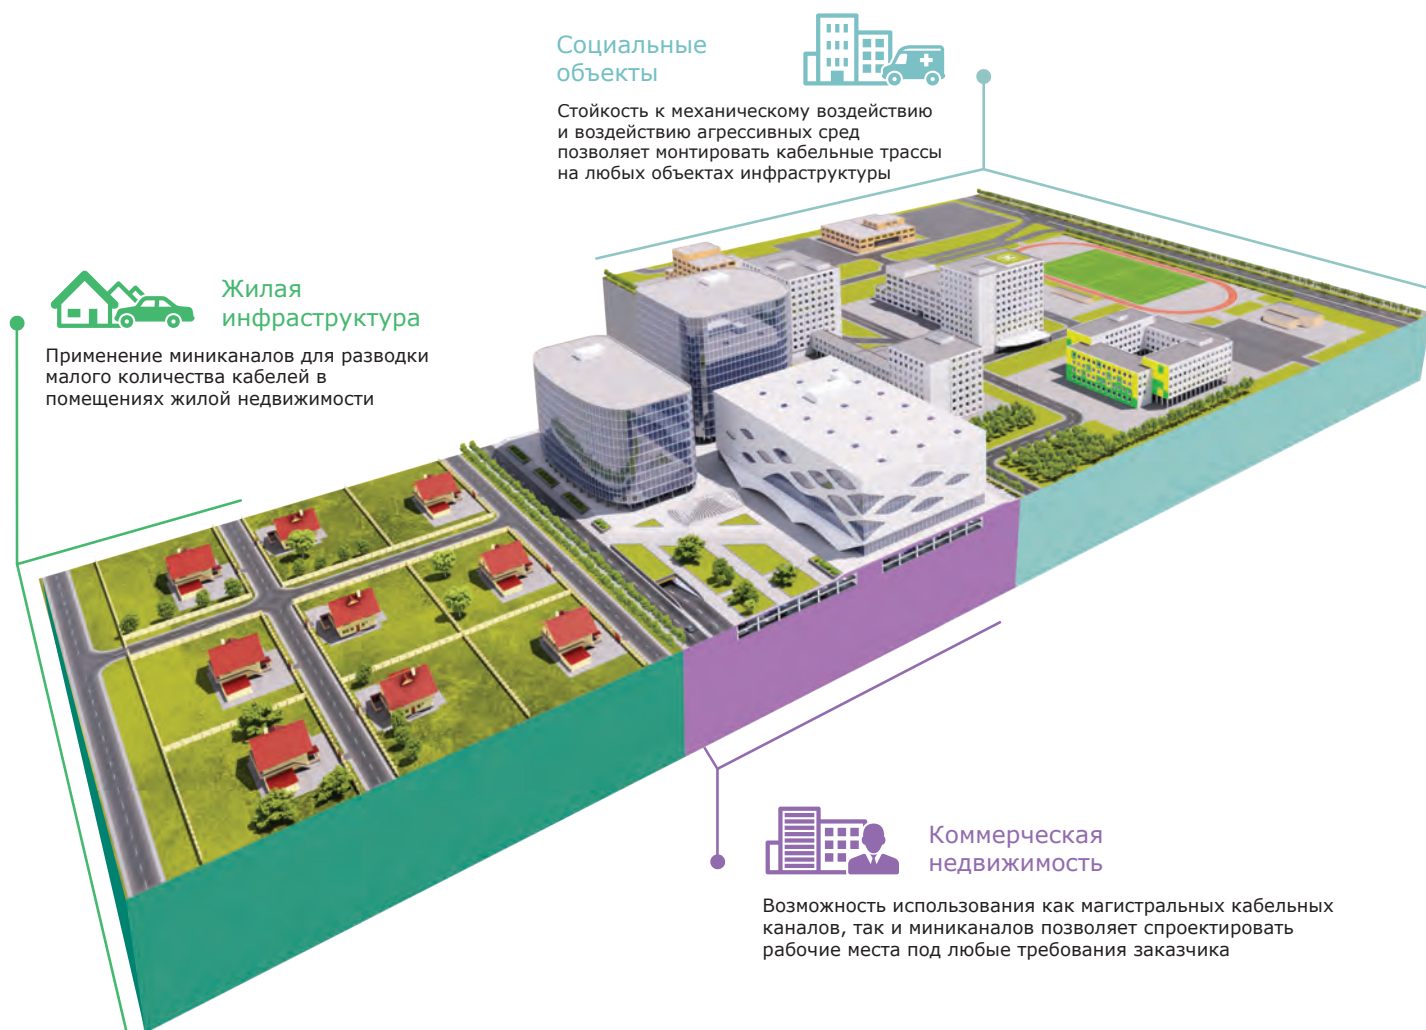 Социальные
объекты
Стойкость к механическому воздействию
и воздействию агрессивных сред
позволяет монтировать кабельные трассы
на любых объектах инфраструктуры
Жилая
инфраструктура
Применение миниканалов для разводки
малого количества кабелей в
помещениях жилой недвижимости
Коммерческая
недвижимость
Возможность использования как магистральных кабельных
каналов, так и миниканалов позволяет спроектировать
рабочие места под любые требования заказчика